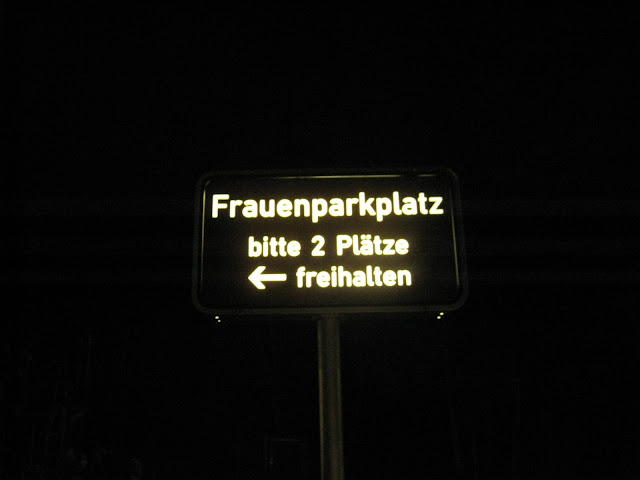 Frauenparkplatz
bitte 2 Plätze
← freihalten